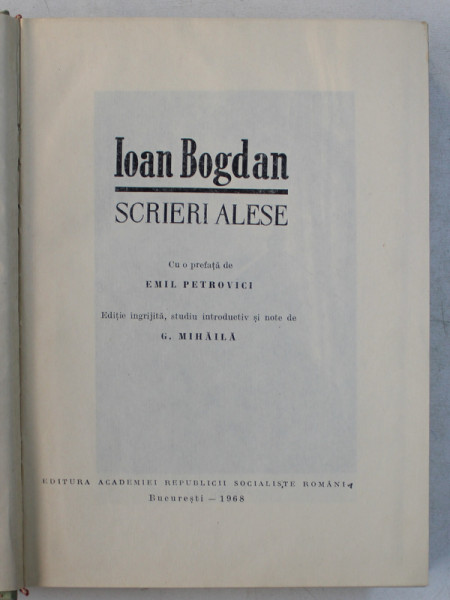 Ioan Bogdan
SCRIERI ALESE
Cu o prefață de
EMIL PETROVICI
Ediție îngrijită, studiu introductiv și note de
G. MIHĂILĂ
EDITURA ACADEMIEI REPUBLICII SOCIALISTE ROMÂNIA
București – 1968